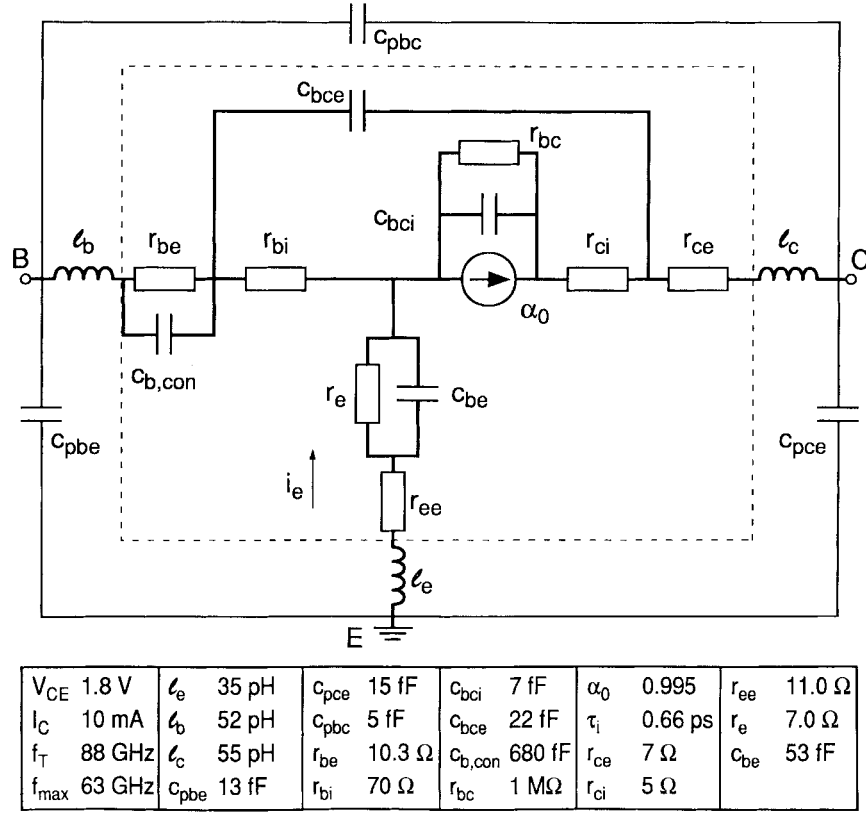 c_pbc
c_bce
r_bc
c_bci
ℓ_b r_be r_bi r_ci r_ce ℓ_c
B C
α_0
c_b,con
r_e c_be
c_pbe c_pce
i_e
r_ee
ℓ_e
E
V_CE 1.8 V ℓ_e 35 pH c_pce 15 fF c_bci 7 fF α_0 0.995 r_ee 11.0 Ω
I_C 10 mA ℓ_b 52 pH c_pbc 5 fF c_bce 22 fF τ_i 0.66 ps r_e 7.0 Ω
f_T 88 GHz ℓ_c 55 pH r_be 10.3 Ω c_b,con 680 fF r_ce 7 Ω c_be 53 fF
f_max 63 GHz c_pbe 13 fF r_bi 70 Ω r_bc 1 MΩ r_ci 5 Ω